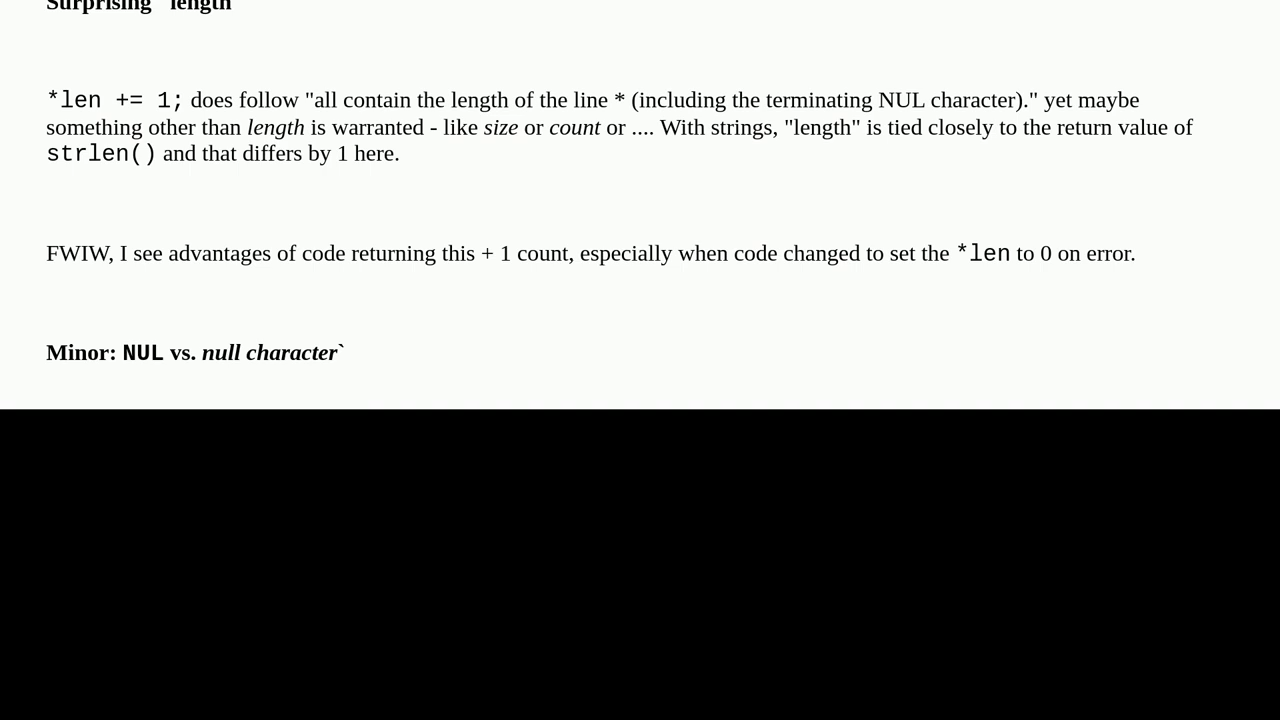 Surprising "length"
*len += 1; does follow "all contain the length of the line * (including the terminating NUL character)." yet maybe
something other than length is warranted - like size or count or .... With strings, "length" is tied closely to the return value of
strlen() and that differs by 1 here.
FWIW, I see advantages of code returning this + 1 count, especially when code changed to set the *len to 0 on error.
Minor: NUL vs. null character`